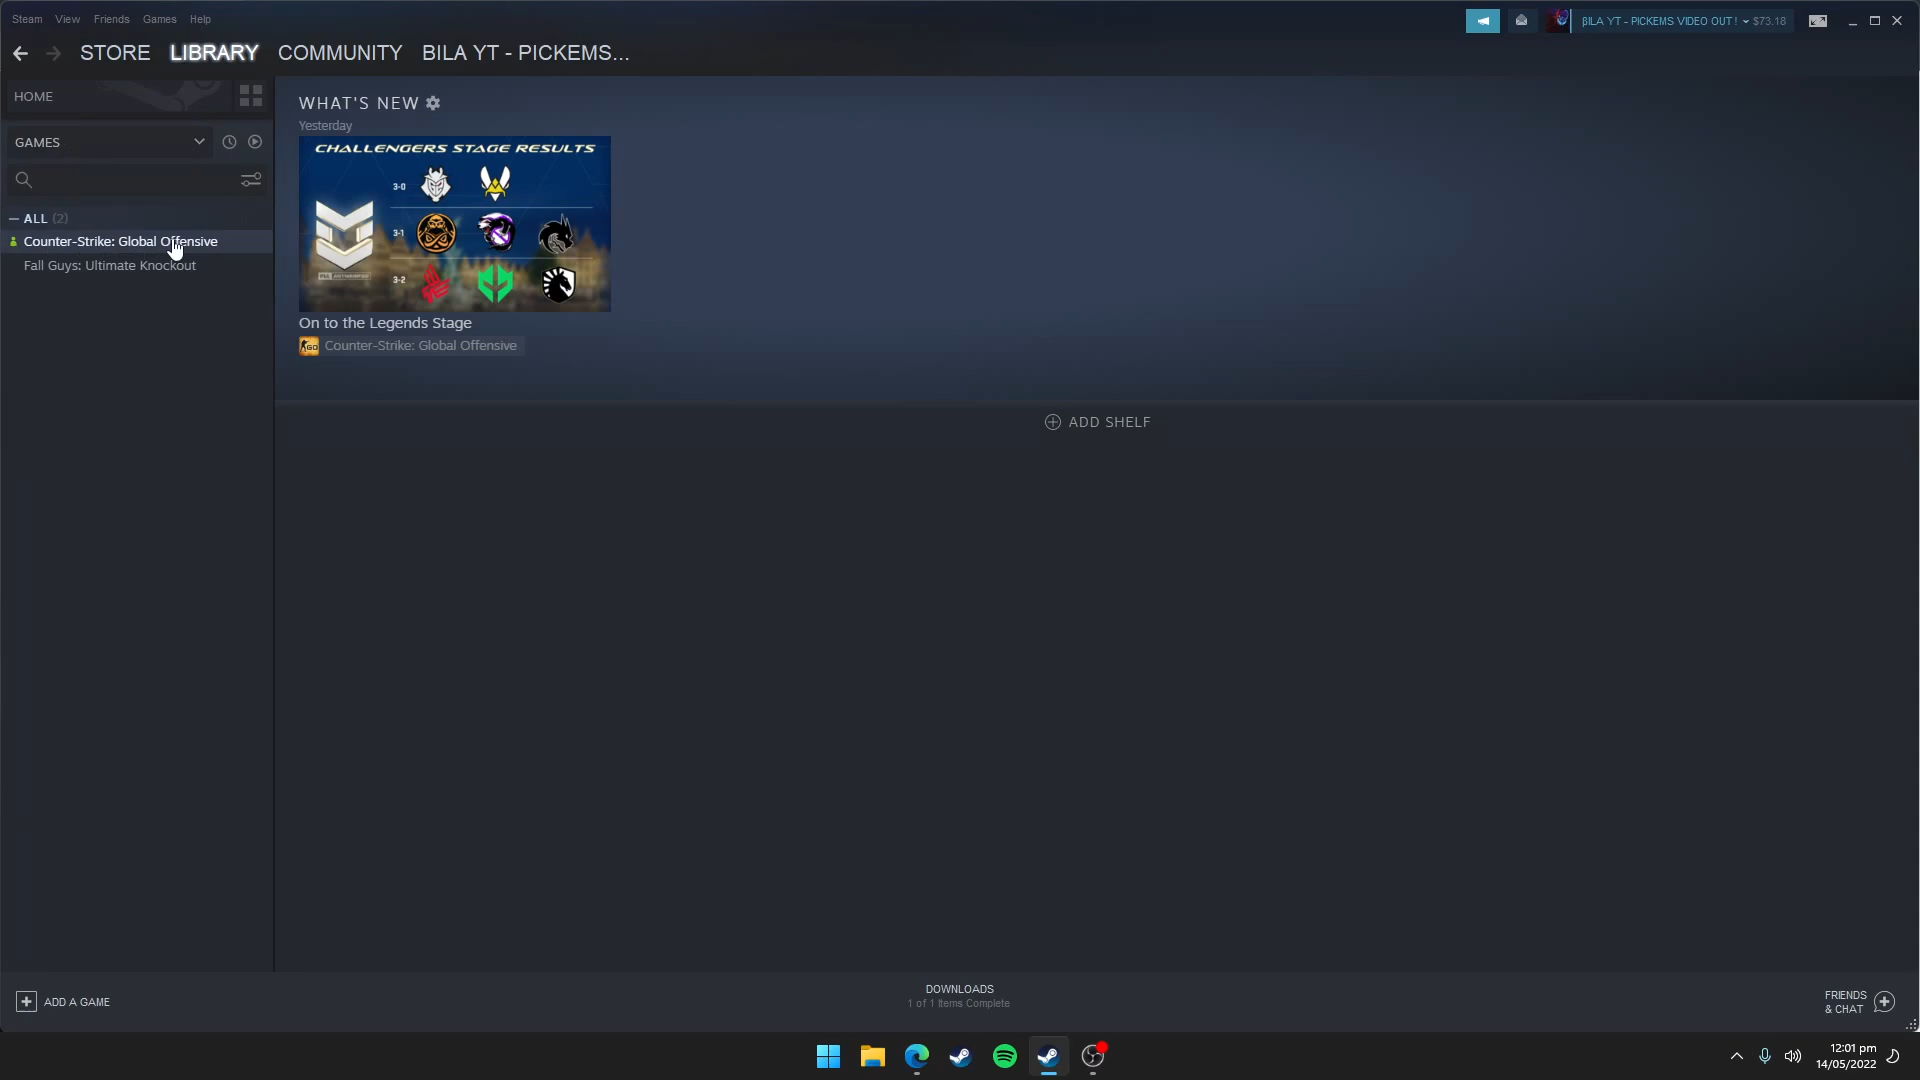 Steam View Friends Games Help
βILA YT - PICKEMS VIDEO OUT ! $73.18
STORE LIBRARY COMMUNITY BILA YT - PICKEMS...
HOME
GAMES
ALL (2)
Counter-Strike: Global Offensive
Fall Guys: Ultimate Knockout
WHAT'S NEW
Yesterday
CHALLENGERS STAGE RESULTS
3-0
3-1
3-2
On to the Legends Stage
GO Counter-Strike: Global Offensive
ADD SHELF
ADD A GAME
DOWNLOADS
1 of 1 Items Complete
FRIENDS
& CHAT
12:01 pm
14/05/2022